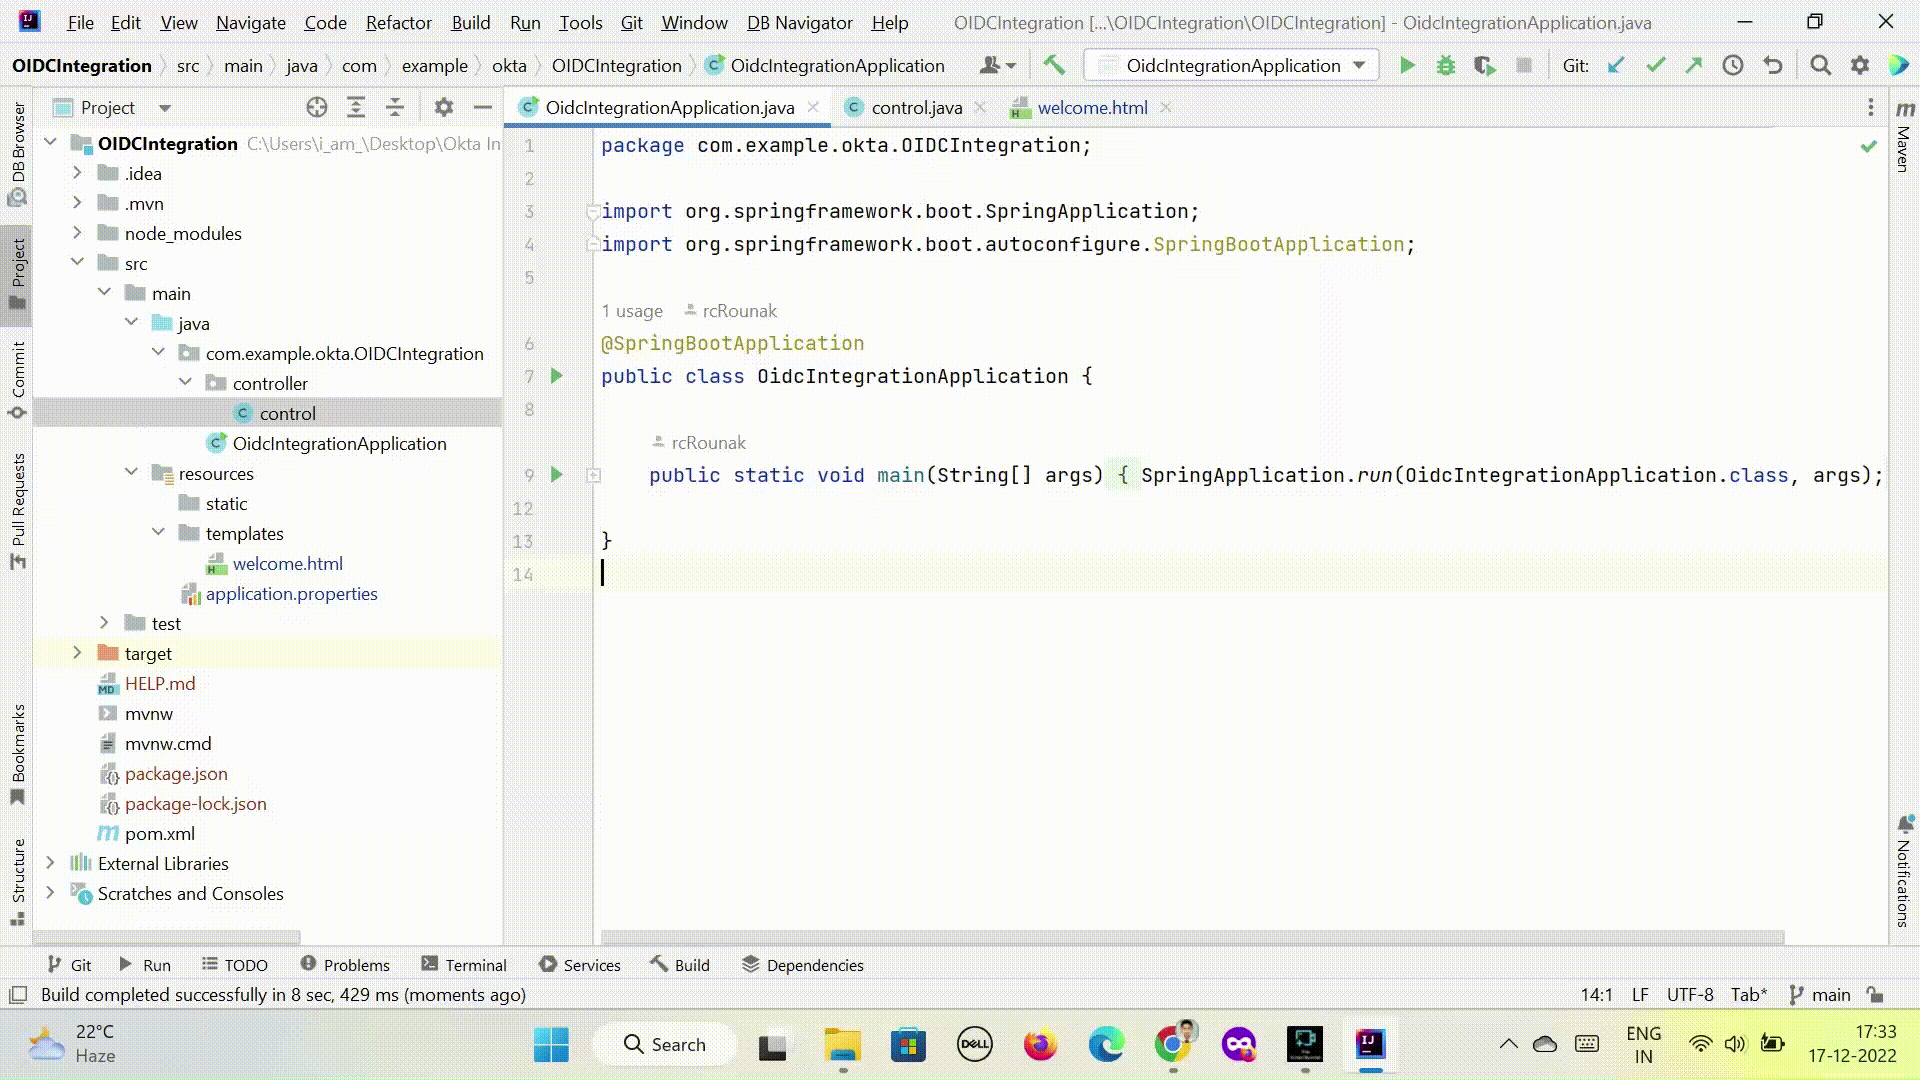 File Edit View Navigate Code Refactor Build Run Tools Git Window DB Navigator Help OIDCIntegration [...\OIDCIntegration\OIDCIntegration] - OidcIntegrationApplication.java
OIDCIntegration src main java com example okta OIDCIntegration OidcIntegrationApplication OidcIntegrationApplication Git:
Project
OidcIntegrationApplication.java control.java welcome.html
OIDCIntegration C:\Users\i_am_\Desktop\Okta In
.idea
.mvn
node_modules
src
main
java
com.example.okta.OIDCIntegration
controller
control
OidcIntegrationApplication
resources
static
templates
welcome.html
application.properties
test
target
HELP.md
mvnw
mvnw.cmd
package.json
package-lock.json
pom.xml
External Libraries
Scratches and Consoles
1 package com.example.okta.OIDCIntegration;
2
3 import org.springframework.boot.SpringApplication;
4 import org.springframework.boot.autoconfigure.SpringBootApplication;
5
1 usage rcRounak
6 @SpringBootApplication
7 public class OidcIntegrationApplication {
8
rcRounak
9 public static void main(String[] args) { SpringApplication.run(OidcIntegrationApplication.class, args);
12
13 }
14
DB Browser
Project
Commit
Pull Requests
Bookmarks
Structure
m Maven
Notifications
Git Run TODO Problems Terminal Services Build Dependencies
Build completed successfully in 8 sec, 429 ms (moments ago) 14:1 LF UTF-8 Tab* main
22°C
Haze
Search
DELL
ENG
IN
17:33
17-12-2022